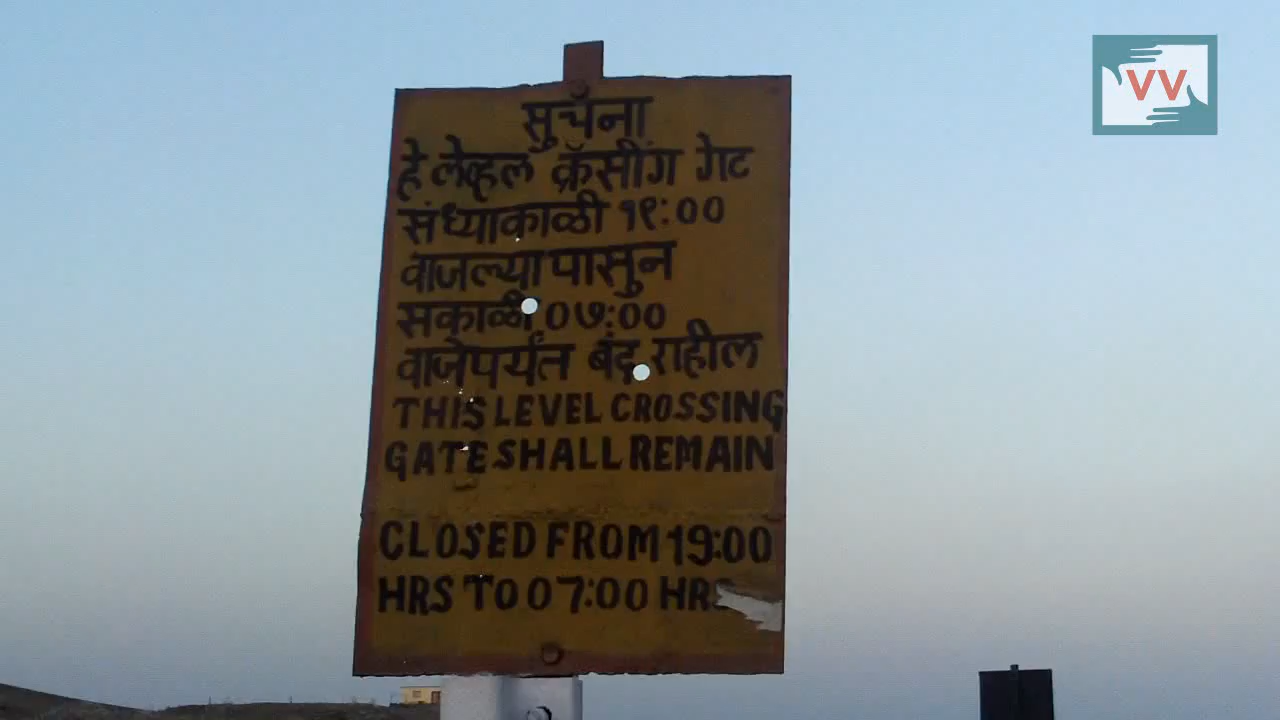 सुचना
हे लेव्हल क्रॅसींग गेट
संध्याकाळी १९:००
वाजल्यापासुन
सकाळी ०७:००
वाजेपर्यंत बंद राहील
THIS LEVEL CROSSING
GATE SHALL REMAIN
CLOSED FROM 19:00
HRS TO 07:00 HRS
VV